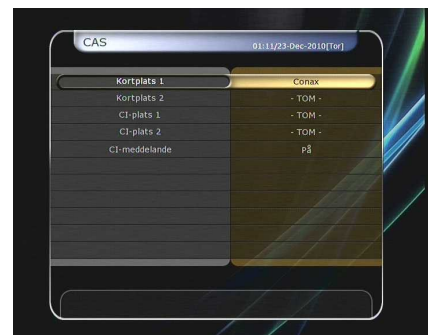 CAS 01:11/23-Dec-2010[Tor]
Kortplats 1 Conax
Kortplats 2 - TOM -
CI-plats 1 - TOM -
CI-plats 2 - TOM -
CI-meddelande På